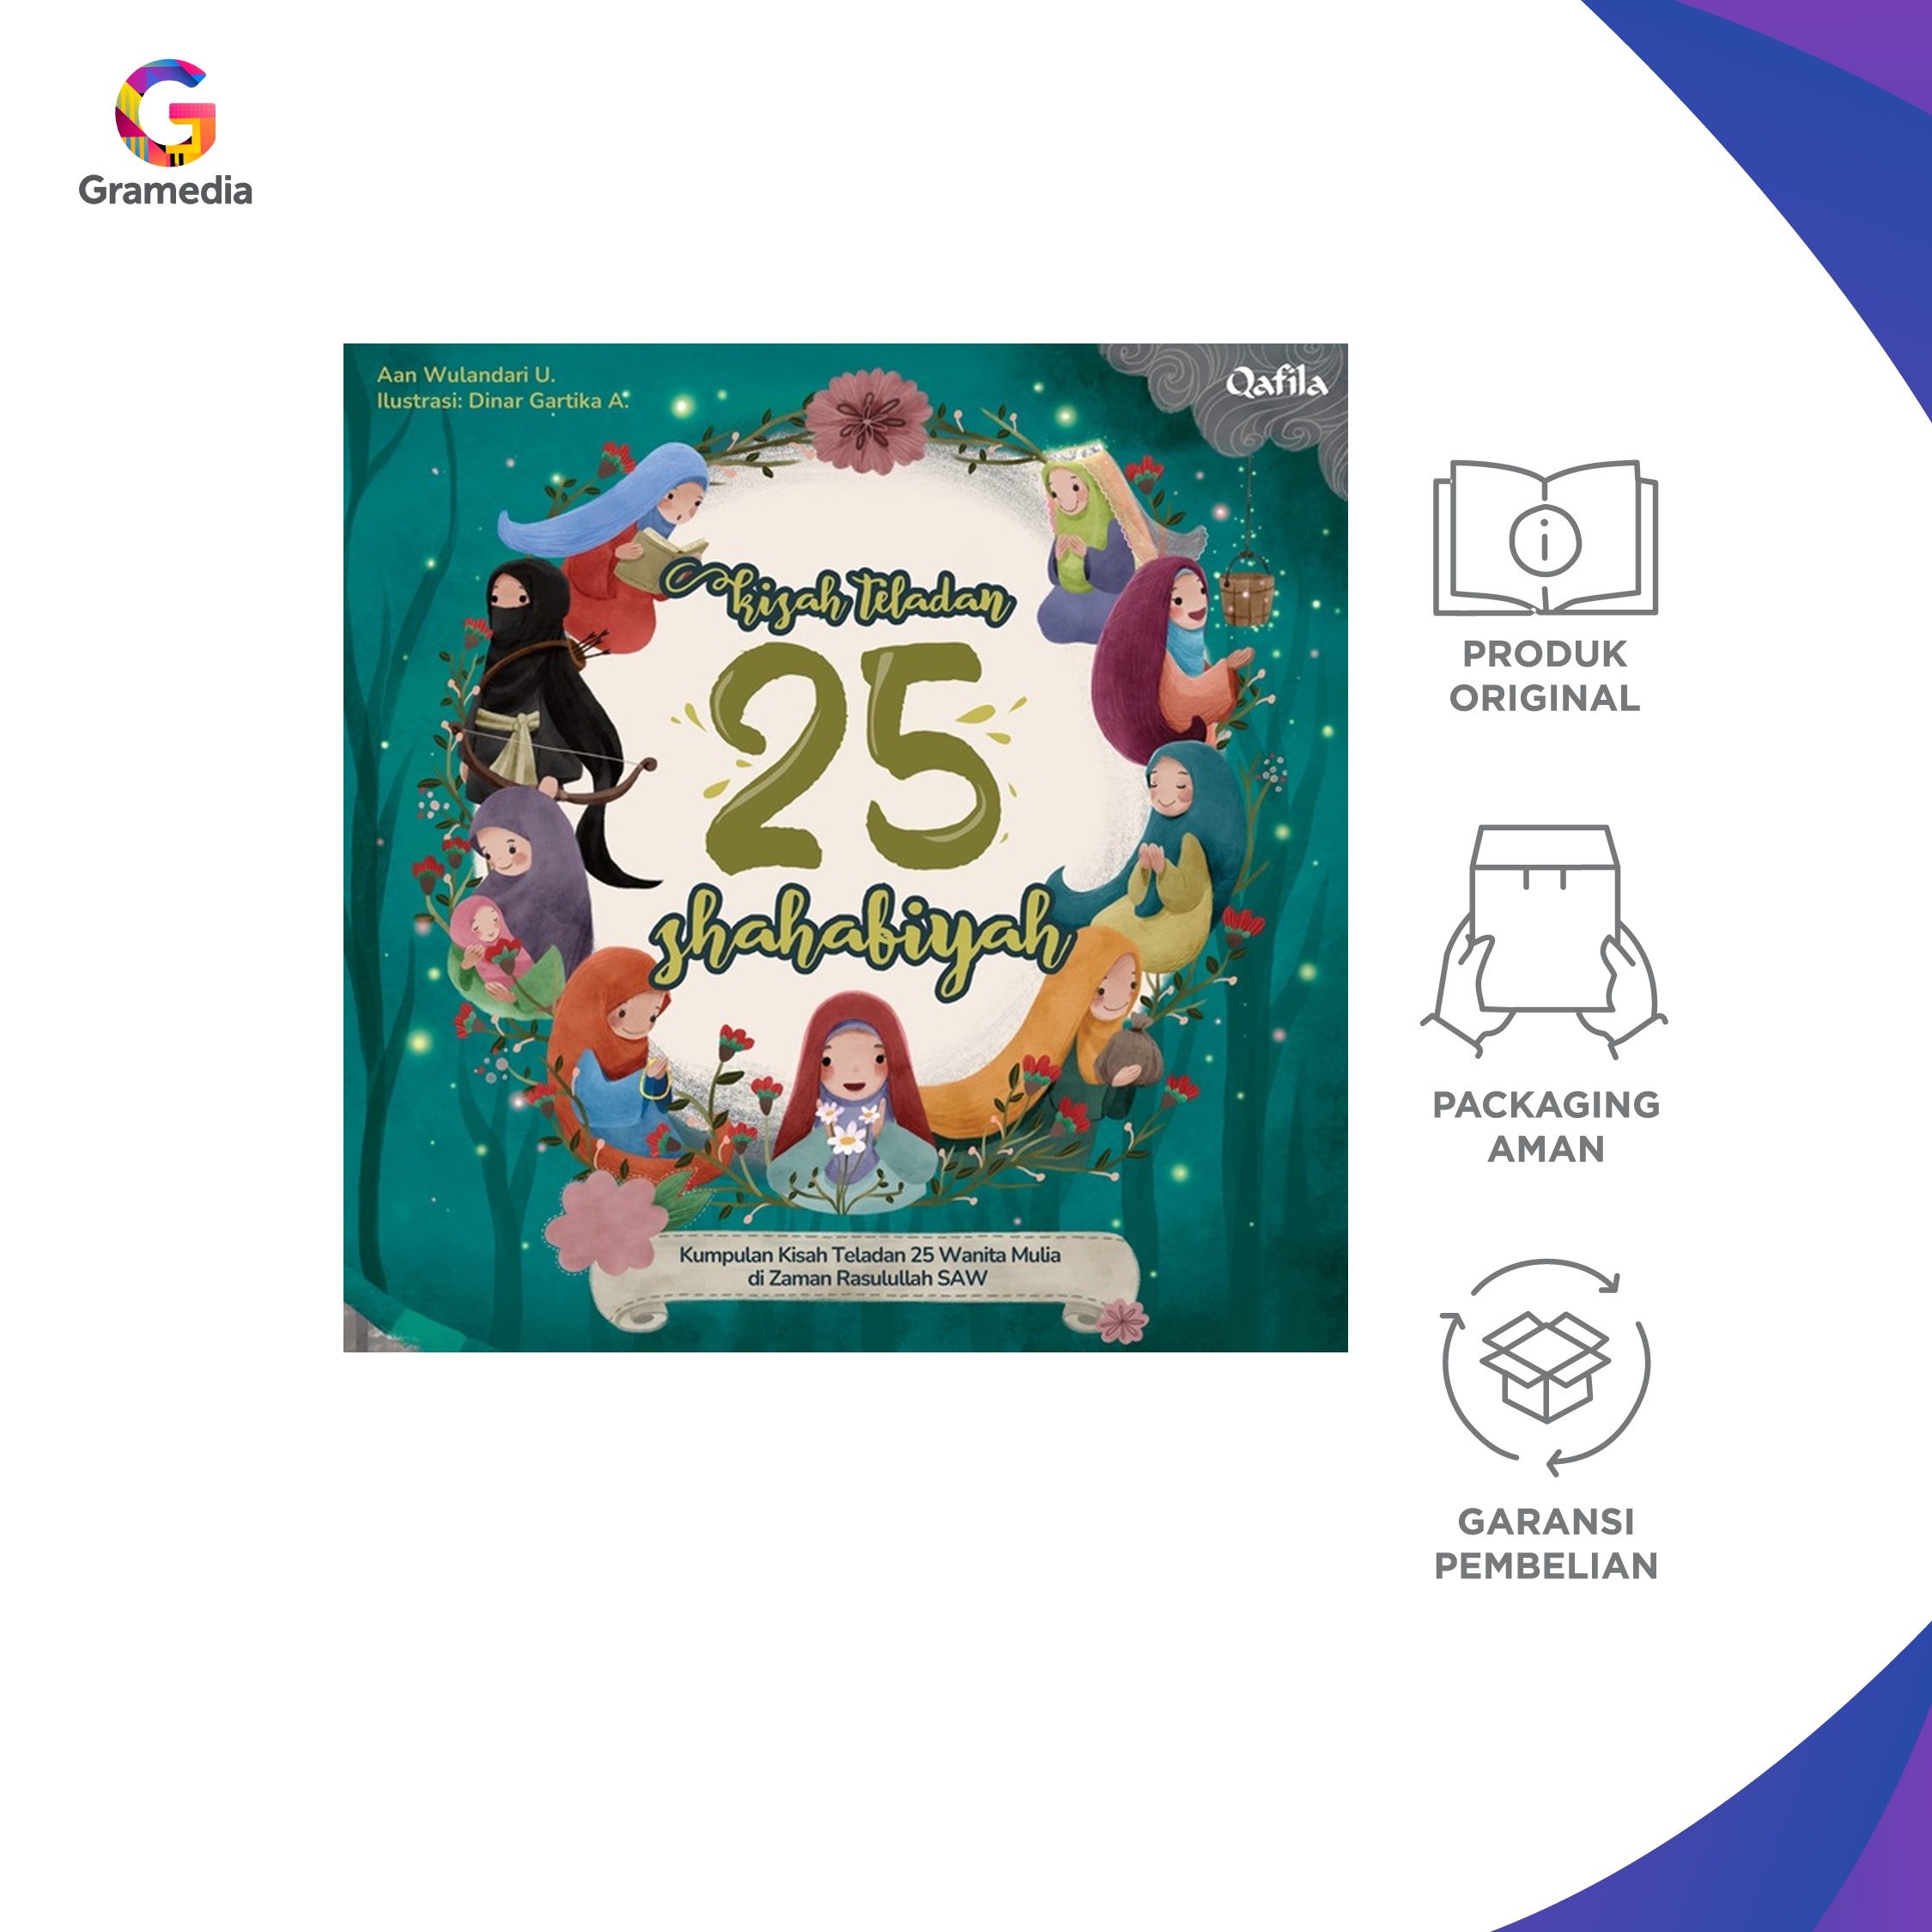 Gramedia
Aan Wulandari U.
Ilustrasi: Dinar Gartika A.
Qafila
kisah teladan
25
shahabiyah
Kumpulan Kisah Teladan 25 Wanita Mulia
di Zaman Rasulullah SAW
PRODUK
ORIGINAL
PACKAGING
AMAN
GARANSI
PEMBELIAN